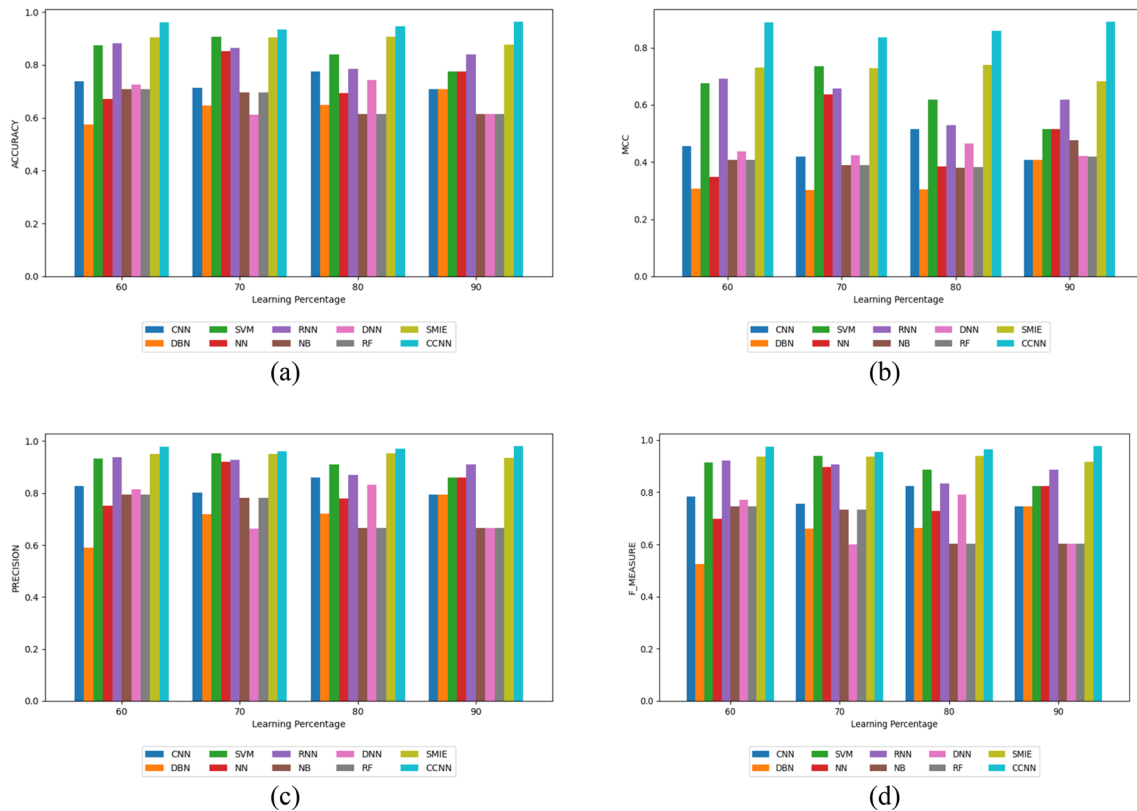 1.0
0.8
0.6
0.4
0.2
0.0
ACCURACY
60 70 80 90
Learning Percentage
CNN SVM RNN DNN SMIE
DBN NN NB RF CCNN
(a)
0.8
0.6
0.4
0.2
0.0
MCC
60 70 80 90
Learning Percentage
CNN SVM RNN DNN SMIE
DBN NN NB RF CCNN
(b)
1.0
0.8
0.6
0.4
0.2
0.0
PRECISION
60 70 80 90
Learning Percentage
CNN SVM RNN DNN SMIE
DBN NN NB RF CCNN
(c)
1.0
0.8
0.6
0.4
0.2
0.0
F_MEASURE
60 70 80 90
Learning Percentage
CNN SVM RNN DNN SMIE
DBN NN NB RF CCNN
(d)